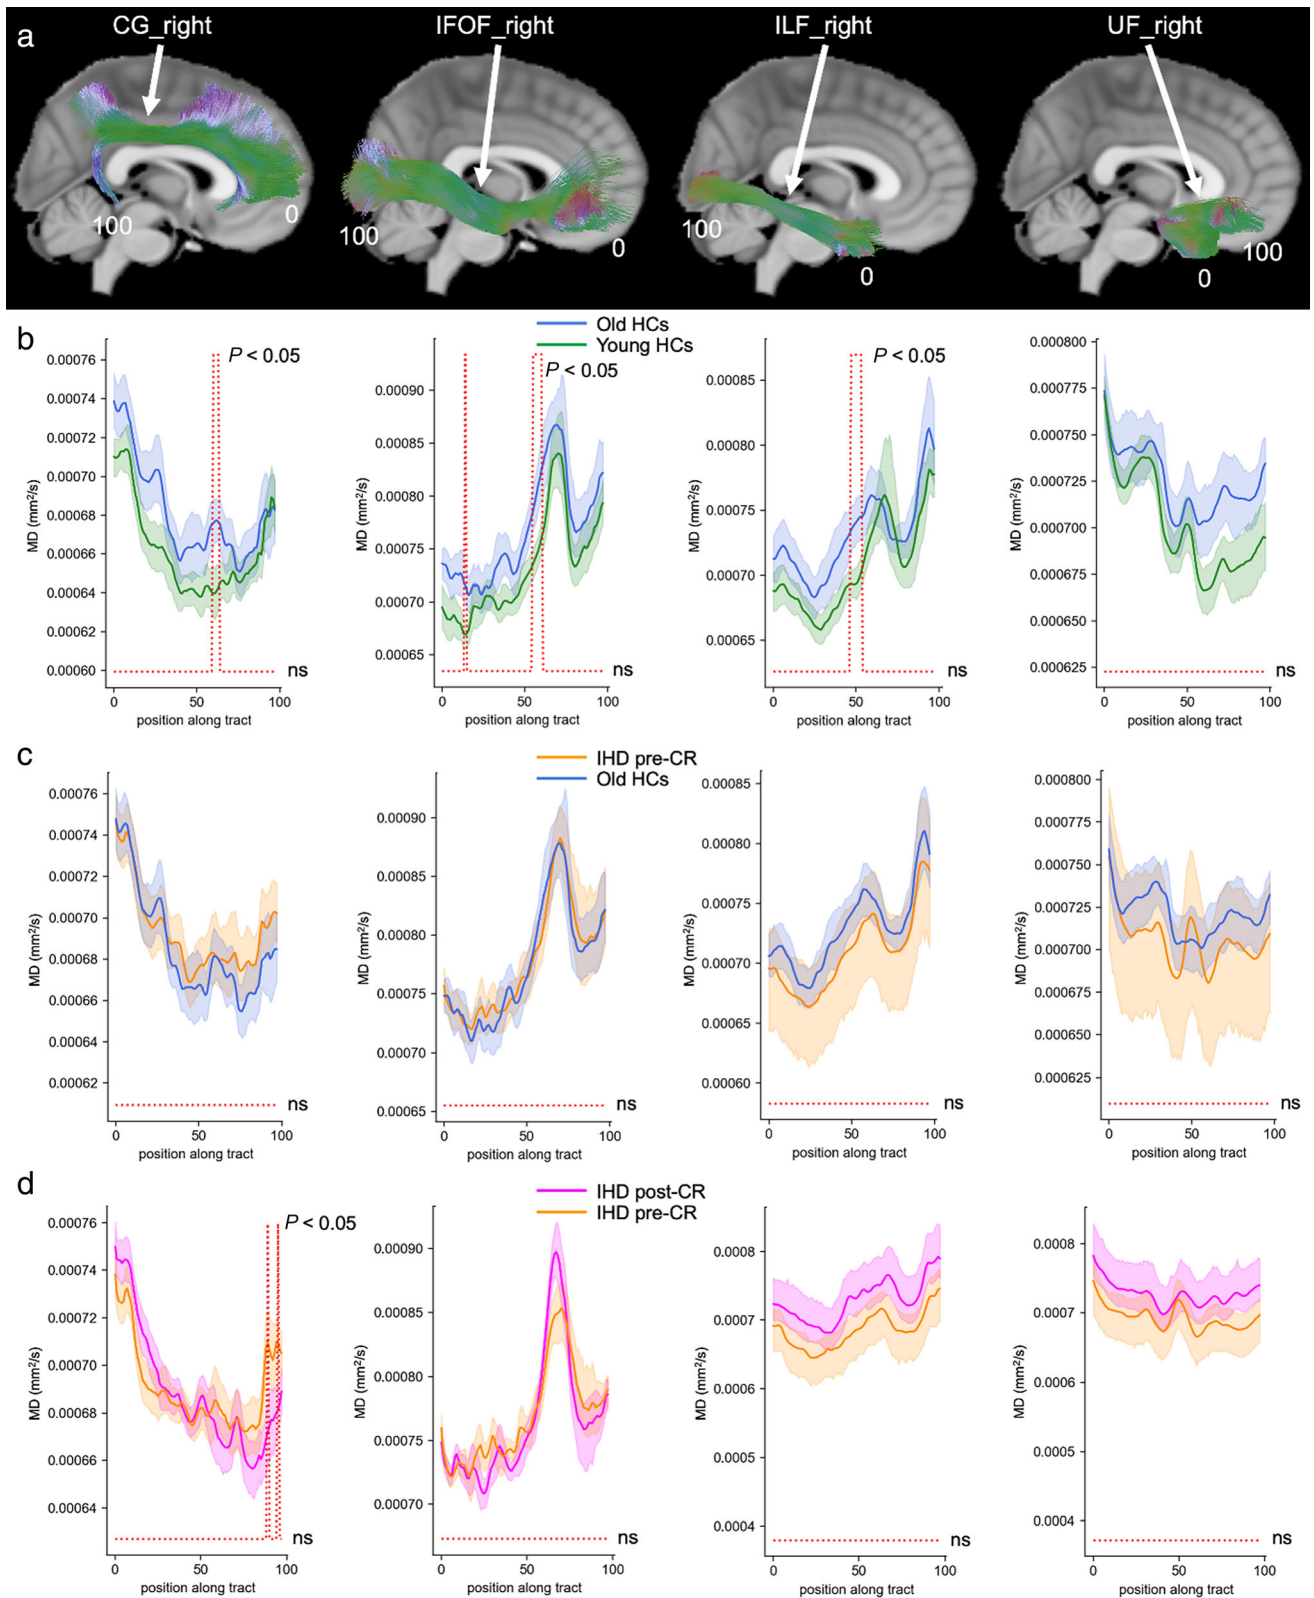 a
CG_right
IFOF_right
ILF_right
UF_right
100
0
100
0
100
0
100
0
b
Old HCs
Young HCs
MD (mm²/s)
0.00076
0.00074
0.00072
0.00070
0.00068
0.00066
0.00064
0.00062
0.00060
P < 0.05
ns
0 50 100
position along tract
MD (mm²/s)
0.00090
0.00085
0.00080
0.00075
0.00070
0.00065
P < 0.05
ns
0 50 100
position along tract
MD (mm²/s)
0.00085
0.00080
0.00075
0.00070
0.00065
P < 0.05
ns
0 50 100
position along tract
MD (mm²/s)
0.000800
0.000775
0.000750
0.000725
0.000700
0.000675
0.000650
0.000625
ns
0 50 100
position along tract
c
IHD pre-CR
Old HCs
MD (mm²/s)
0.00076
0.00074
0.00072
0.00070
0.00068
0.00066
0.00064
0.00062
ns
0 50 100
position along tract
MD (mm²/s)
0.00090
0.00085
0.00080
0.00075
0.00070
0.00065
ns
0 50 100
position along tract
MD (mm²/s)
0.00085
0.00080
0.00075
0.00070
0.00065
0.00060
ns
0 50 100
position along tract
MD (mm²/s)
0.000800
0.000775
0.000750
0.000725
0.000700
0.000675
0.000650
0.000625
ns
0 50 100
position along tract
d
IHD post-CR
IHD pre-CR
MD (mm²/s)
0.00076
0.00074
0.00072
0.00070
0.00068
0.00066
0.00064
P < 0.05
ns
0 50 100
position along tract
MD (mm²/s)
0.00090
0.00085
0.00080
0.00075
0.00070
ns
0 50 100
position along tract
MD (mm²/s)
0.0008
0.0007
0.0006
0.0005
0.0004
ns
0 50 100
position along tract
MD (mm²/s)
0.0008
0.0007
0.0006
0.0005
0.0004
ns
0 50 100
position along tract